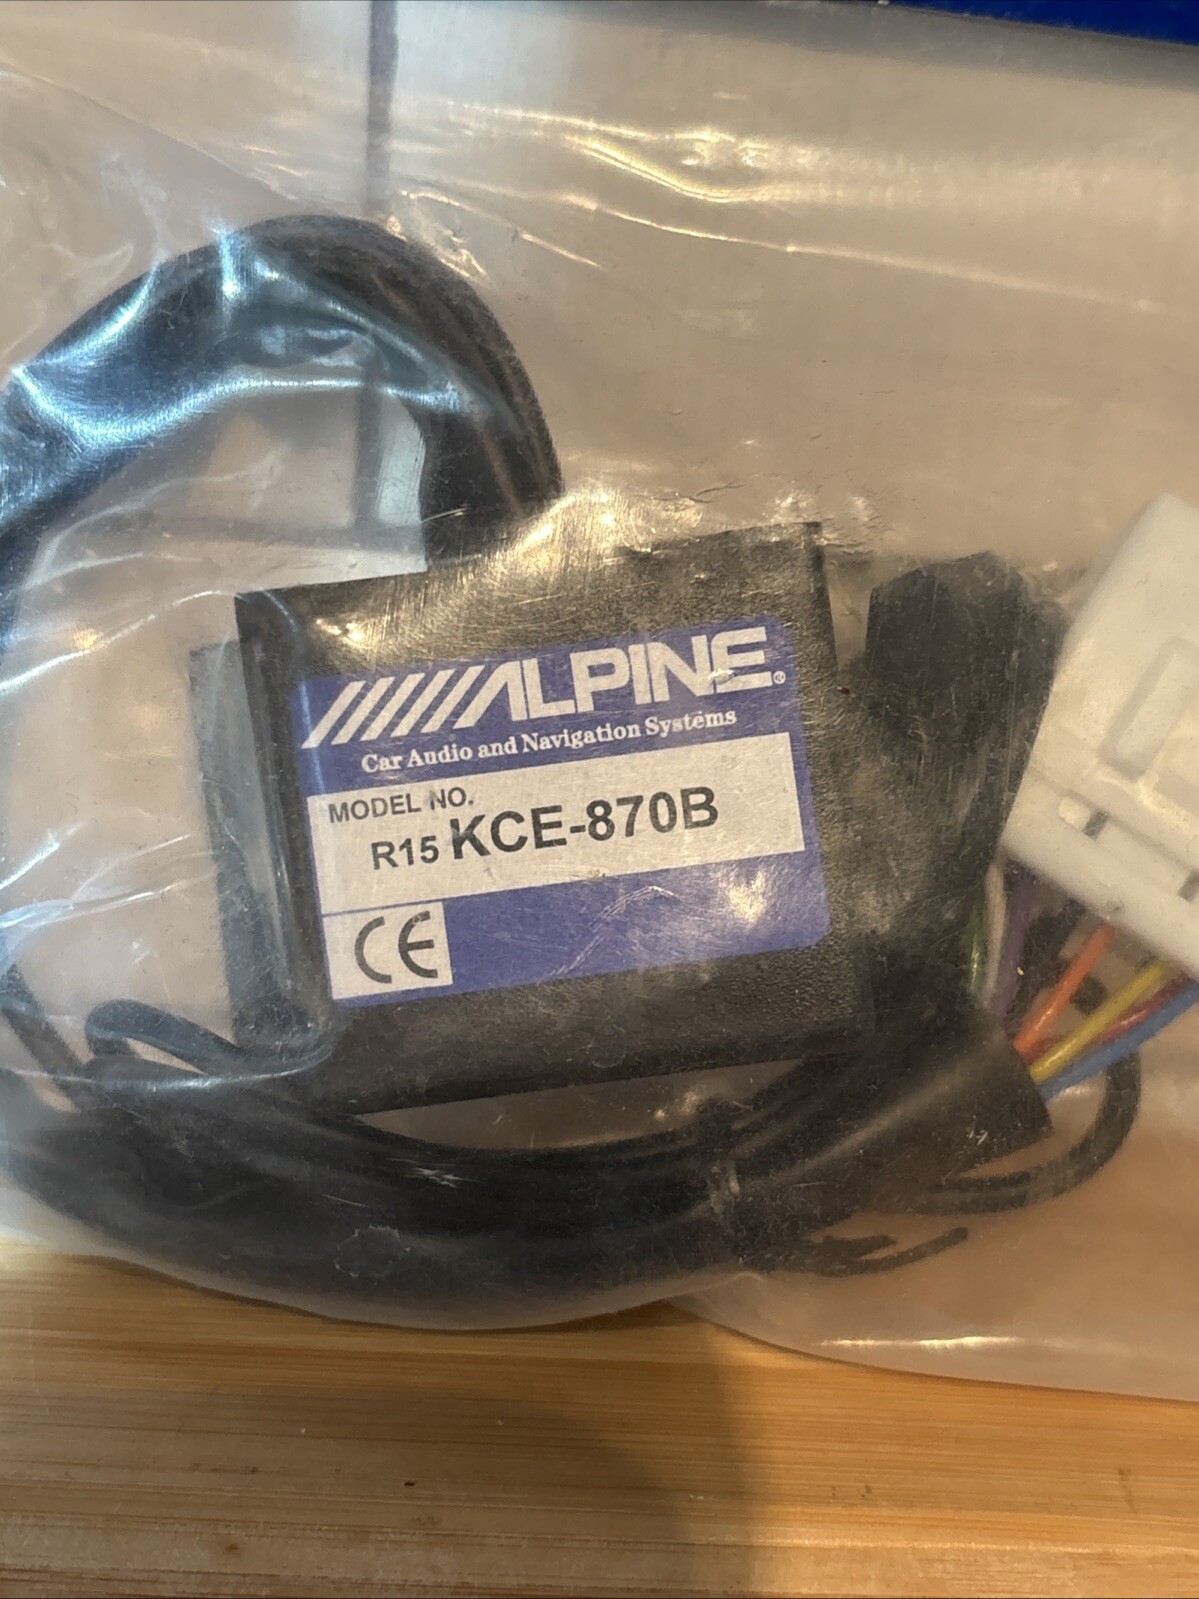 ALPINE®
Car Audio and Navigation Systems
MODEL NO.
R15 KCE-870B
CE